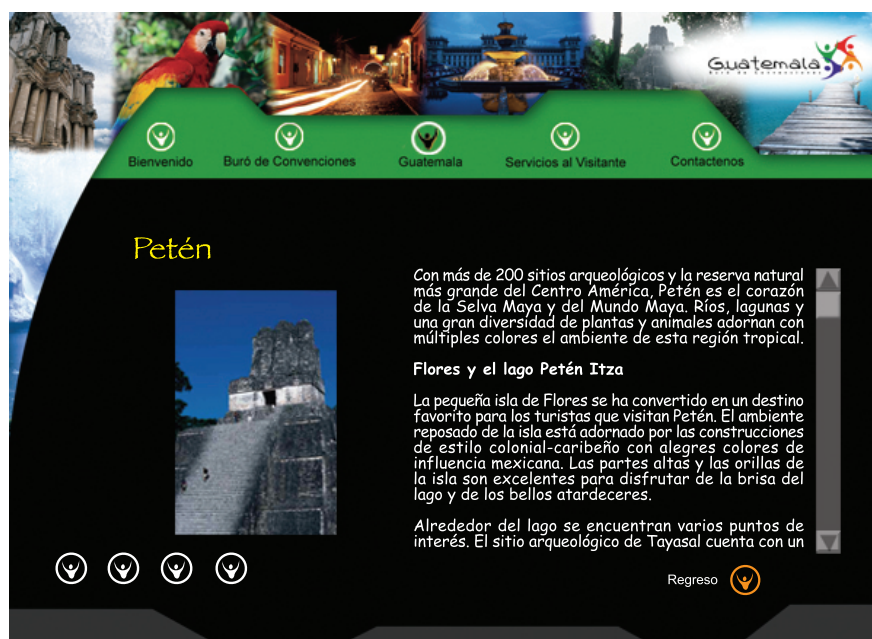 Guatemala
Buró de Convenciones
Bienvenido
Buró de Convenciones
Guatemala
Servicios al Visitante
Contactenos
Petén
Con más de 200 sitios arqueológicos y la reserva natural
más grande del Centro América, Petén es el corazón
de la Selva Maya y del Mundo Maya. Ríos, lagunas y
una gran diversidad de plantas y animales adornan con
múltiples colores el ambiente de esta región tropical.
Flores y el lago Petén Itza
La pequeña isla de Flores se ha convertido en un destino
favorito para los turistas que visitan Petén. El ambiente
reposado de la isla está adornado por las construcciones
de estilo colonial-caribeño con alegres colores de
influencia mexicana. Las partes altas y las orillas de
la isla son excelentes para disfrutar de la brisa del
lago y de los bellos atardeceres.
Alrededor del lago se encuentran varios puntos de
interés. El sitio arqueológico de Tayasal cuenta con un
Regreso